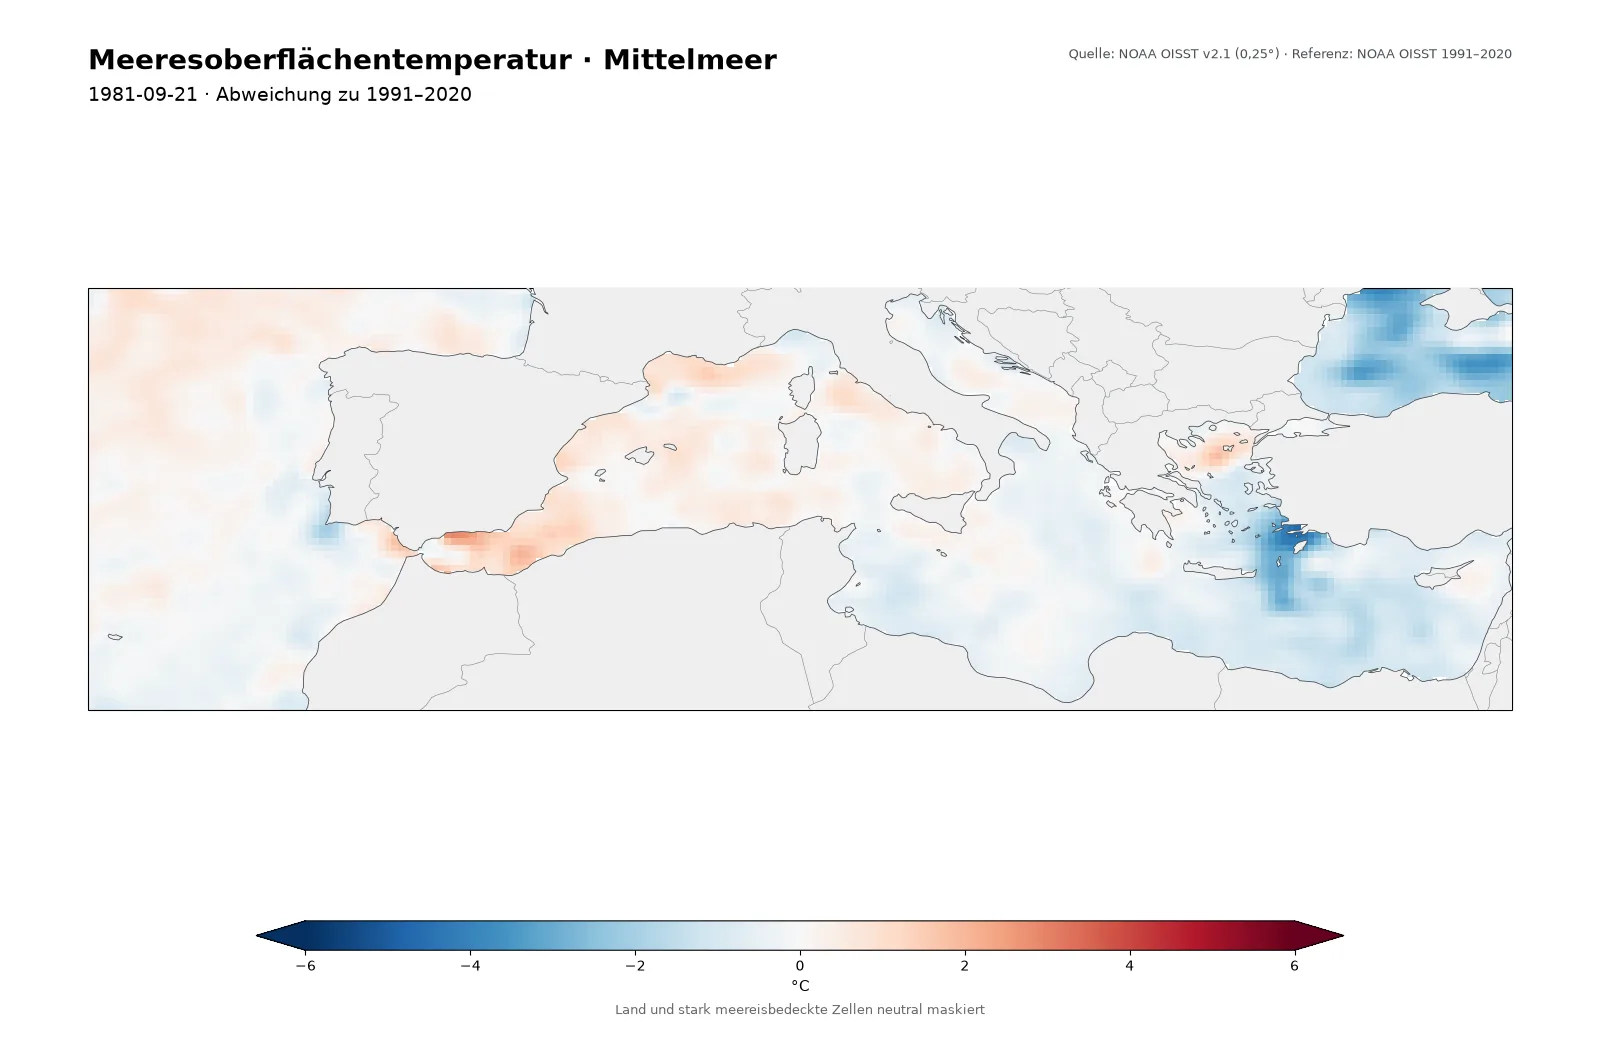 Meeresoberflächentemperatur · Mittelmeer
Quelle: NOAA OISST v2.1 (0,25°) · Referenz: NOAA OISST 1991–2020
1981-09-21 · Abweichung zu 1991–2020
−6 −4 −2 0 2 4 6
°C
Land und stark meereisbedeckte Zellen neutral maskiert